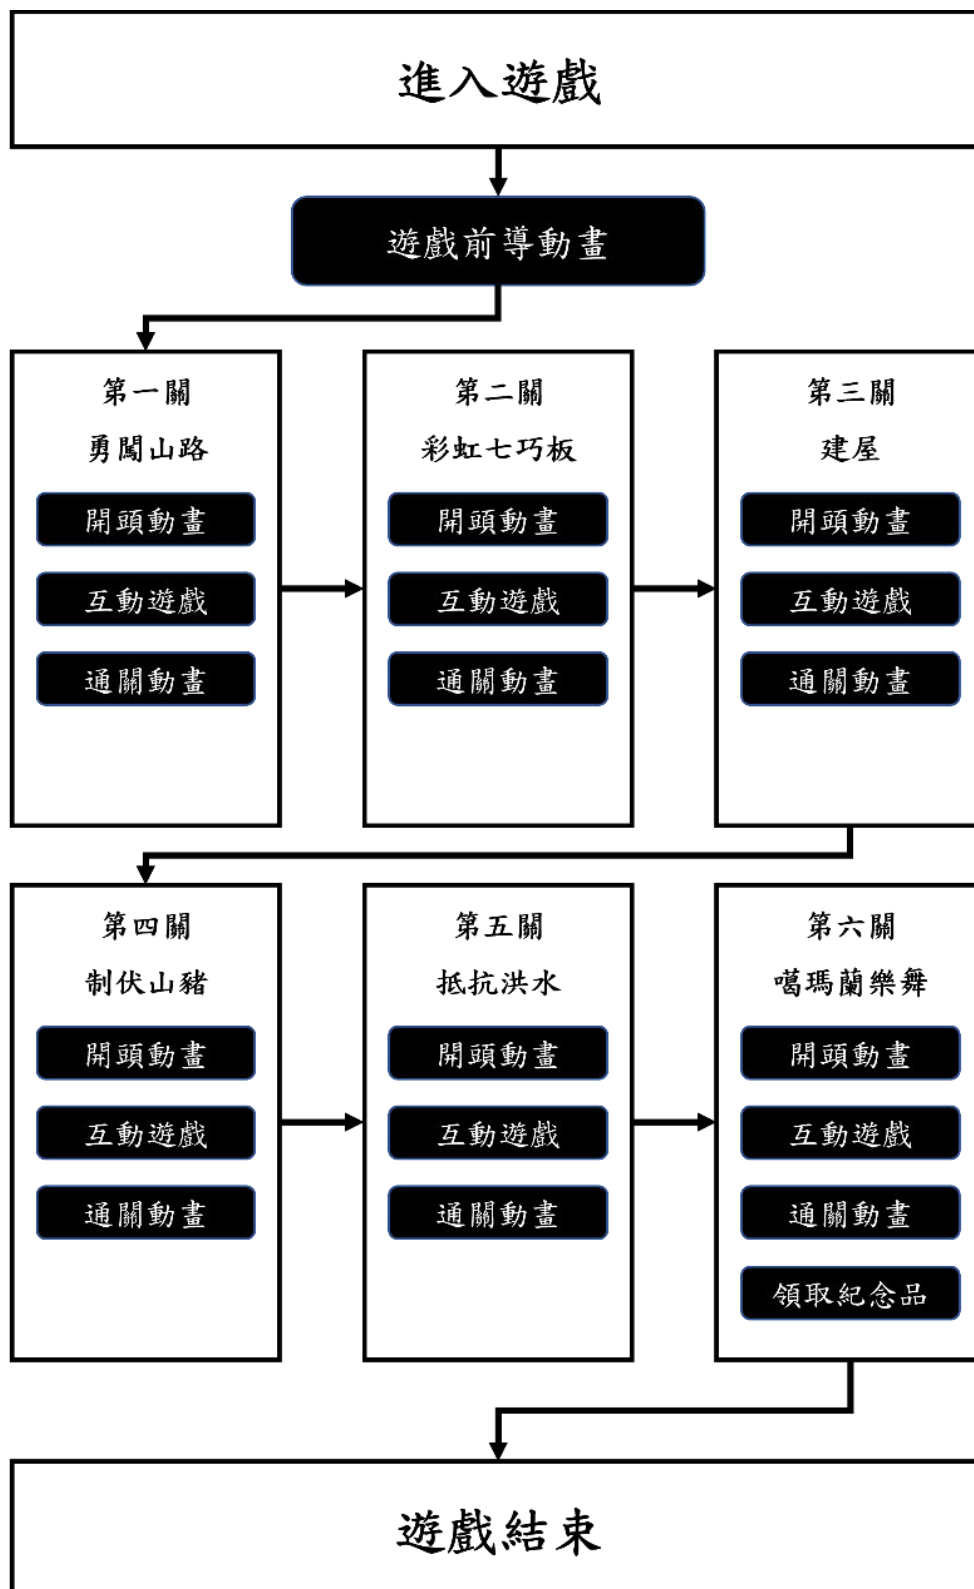 進入遊戲
遊戲前導動畫
第一關
勇闖山路
開頭動畫
互動遊戲
通關動畫
第二關
彩虹七巧板
開頭動畫
互動遊戲
通關動畫
第三關
建屋
開頭動畫
互動遊戲
通關動畫
第四關
制伏山豬
開頭動畫
互動遊戲
通關動畫
第五關
抵抗洪水
開頭動畫
互動遊戲
通關動畫
第六關
噶瑪蘭樂舞
開頭動畫
互動遊戲
通關動畫
領取紀念品
遊戲結束